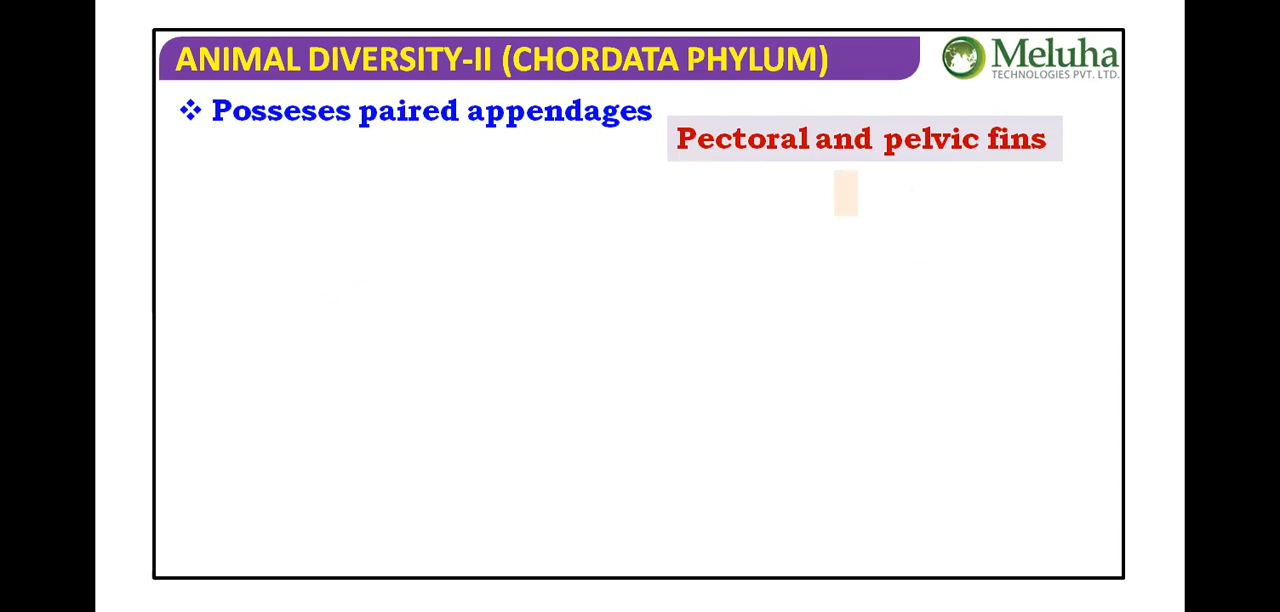 ANIMAL DIVERSITY-II (CHORDATA PHYLUM)
Meluha
TECHNOLOGIES PVT. LTD.
❖ Posseses paired appendages
Pectoral and pelvic fins